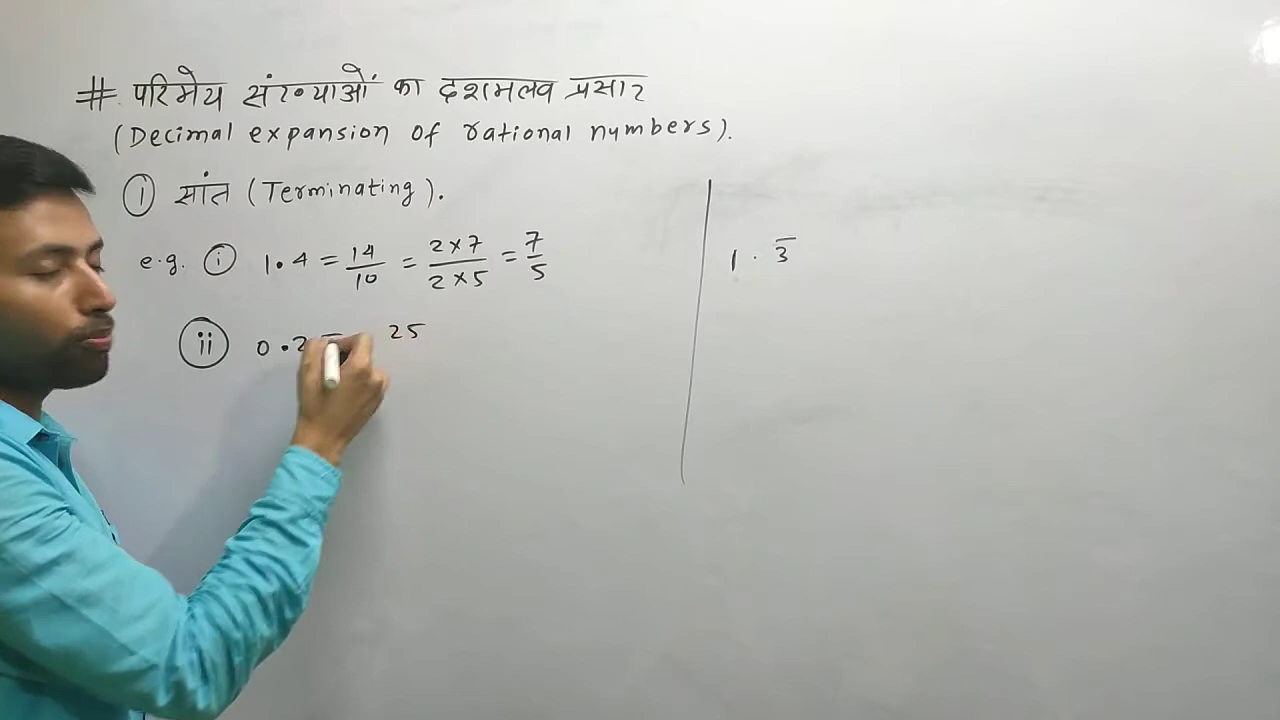 # परिमेय संख्याओं का दशमलव प्रसार
(Decimal expansion of rational numbers).
(i) सांत (Terminating).
e.g. (i) 1.4 = 14/10 = 2×7/2×5 = 7/5
(ii) 0.2 25
1.3̅